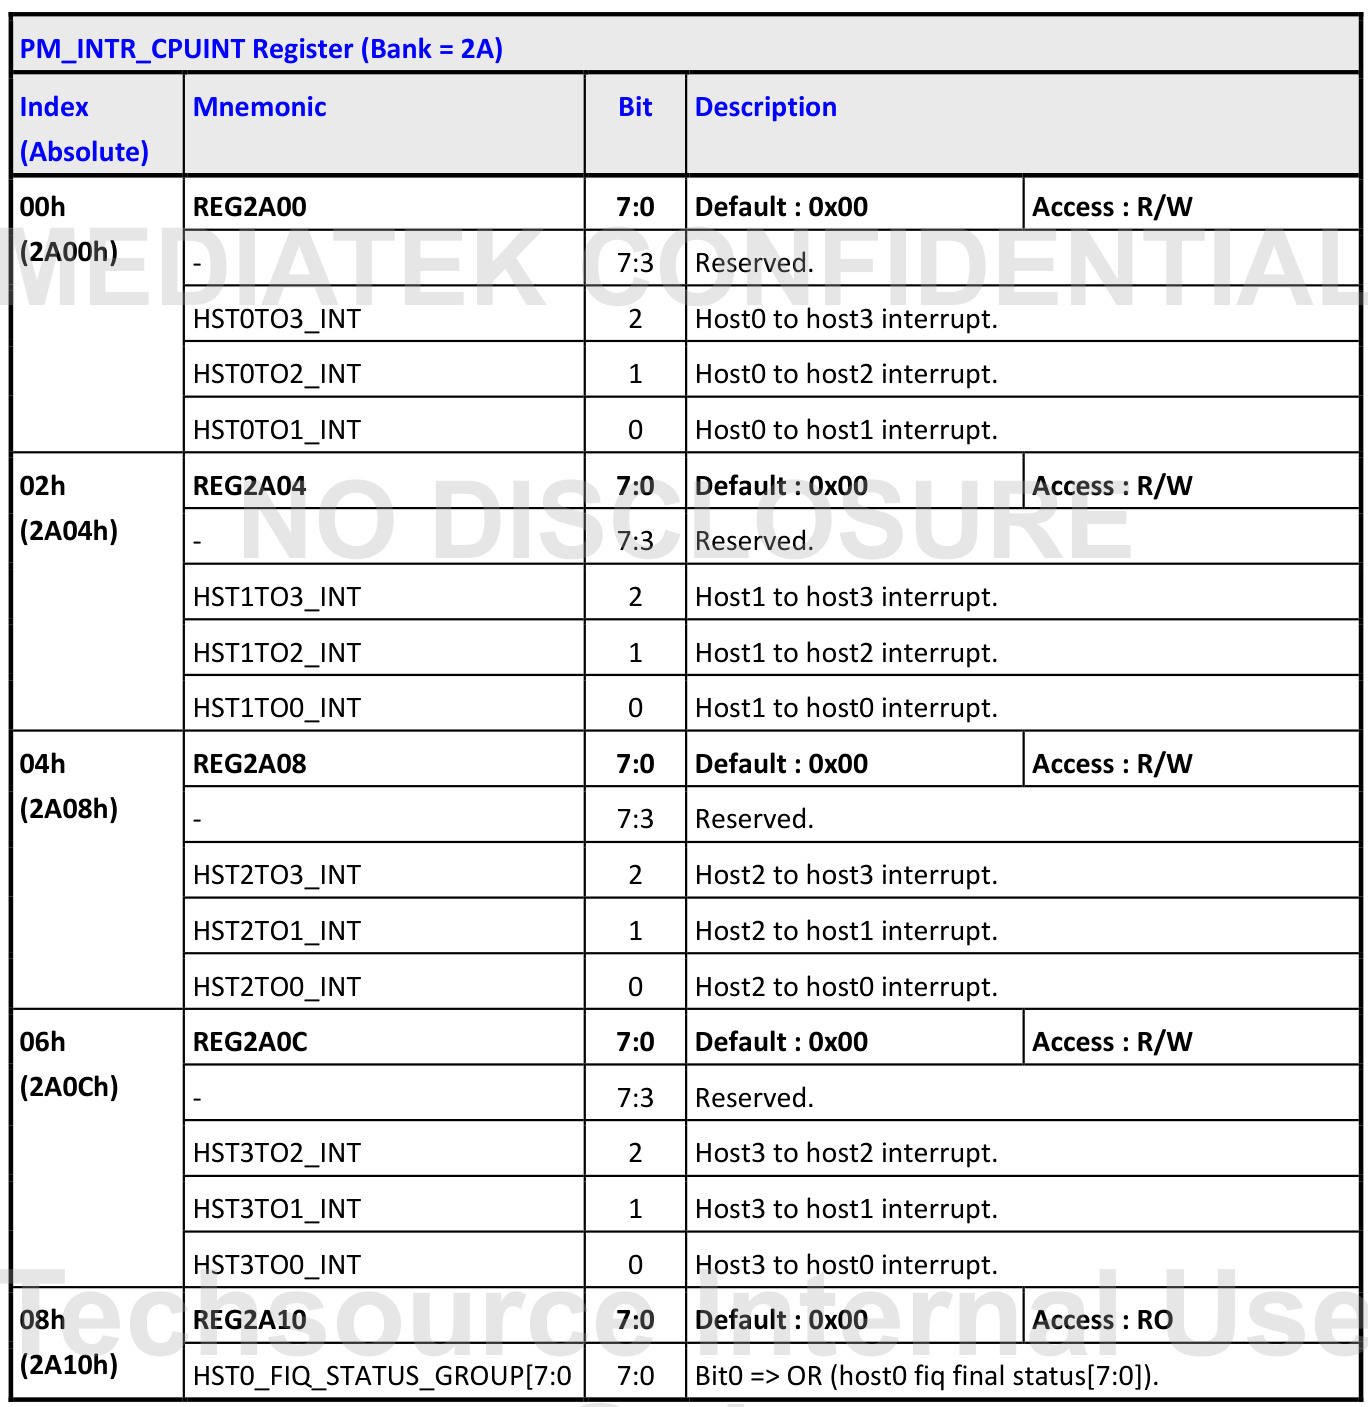 PM_INTR_CPUINT Register (Bank = 2A)
Index (Absolute) Mnemonic Bit Description
00h (2A00h) REG2A00 7:0 Default : 0x00 Access : R/W
- 7:3 Reserved.
HST0TO3_INT 2 Host0 to host3 interrupt.
HST0TO2_INT 1 Host0 to host2 interrupt.
HST0TO1_INT 0 Host0 to host1 interrupt.
02h (2A04h) REG2A04 7:0 Default : 0x00 Access : R/W
- 7:3 Reserved.
HST1TO3_INT 2 Host1 to host3 interrupt.
HST1TO2_INT 1 Host1 to host2 interrupt.
HST1TO0_INT 0 Host1 to host0 interrupt.
04h (2A08h) REG2A08 7:0 Default : 0x00 Access : R/W
- 7:3 Reserved.
HST2TO3_INT 2 Host2 to host3 interrupt.
HST2TO1_INT 1 Host2 to host1 interrupt.
HST2TO0_INT 0 Host2 to host0 interrupt.
06h (2A0Ch) REG2A0C 7:0 Default : 0x00 Access : R/W
- 7:3 Reserved.
HST3TO2_INT 2 Host3 to host2 interrupt.
HST3TO1_INT 1 Host3 to host1 interrupt.
HST3TO0_INT 0 Host3 to host0 interrupt.
08h (2A10h) REG2A10 7:0 Default : 0x00 Access : RO
HST0_FIQ_STATUS_GROUP[7:0 7:0 Bit0 => OR (host0 fiq final status[7:0]).
MEDIATEK CONFIDENTIAL
NO DISCLOSURE
Techsource Internal Use